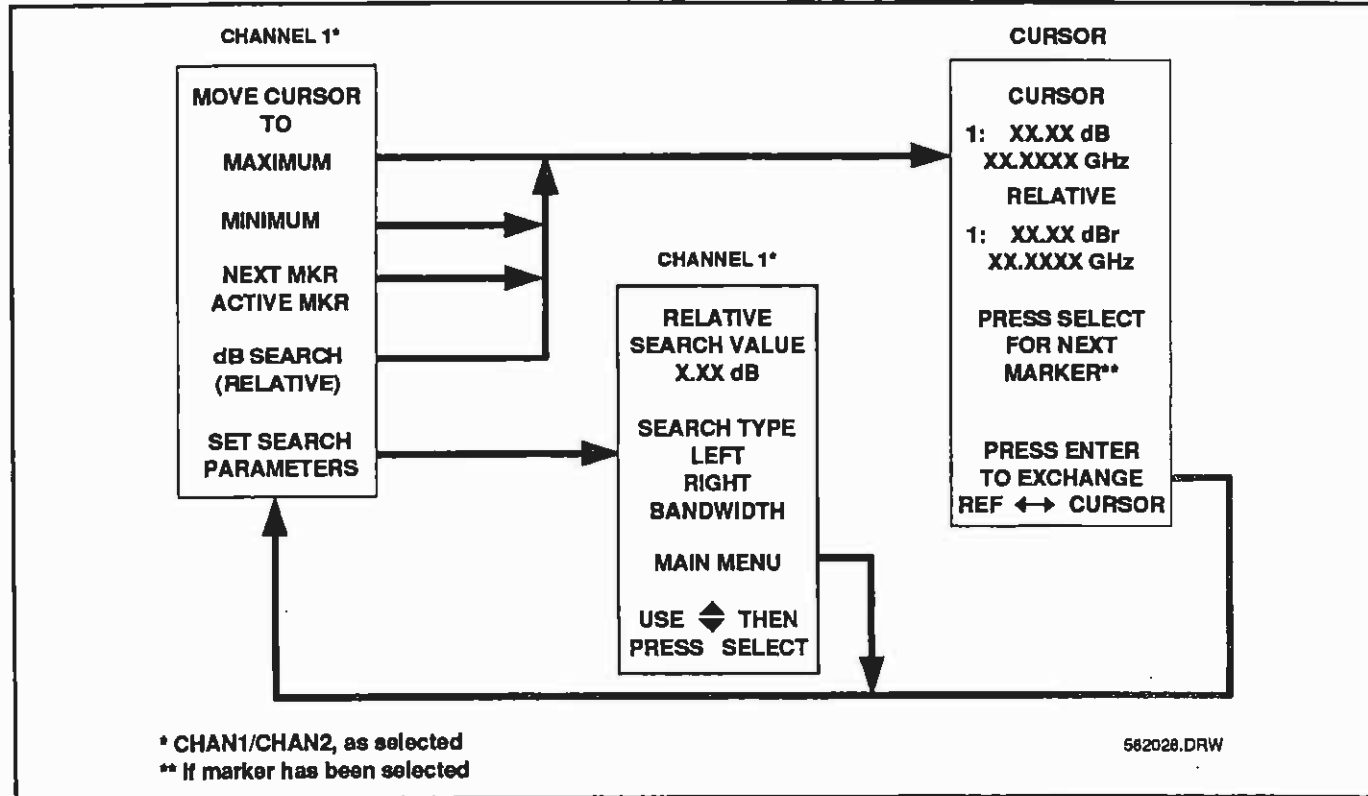 CHANNEL 1*
MOVE CURSOR
TO
MAXIMUM
MINIMUM
NEXT MKR
ACTIVE MKR
dB SEARCH
(RELATIVE)
SET SEARCH
PARAMETERS
CHANNEL 1*
RELATIVE
SEARCH VALUE
X.XX dB
SEARCH TYPE
LEFT
RIGHT
BANDWIDTH
MAIN MENU
USE THEN
PRESS SELECT
CURSOR
CURSOR
1: XX.XX dB
XX.XXXX GHz
RELATIVE
1: XX.XX dBr
XX.XXXX GHz
PRESS SELECT
FOR NEXT
MARKER**
PRESS ENTER
TO EXCHANGE
REF ↔ CURSOR
* CHAN1/CHAN2, as selected
** If marker has been selected
562028.DRW